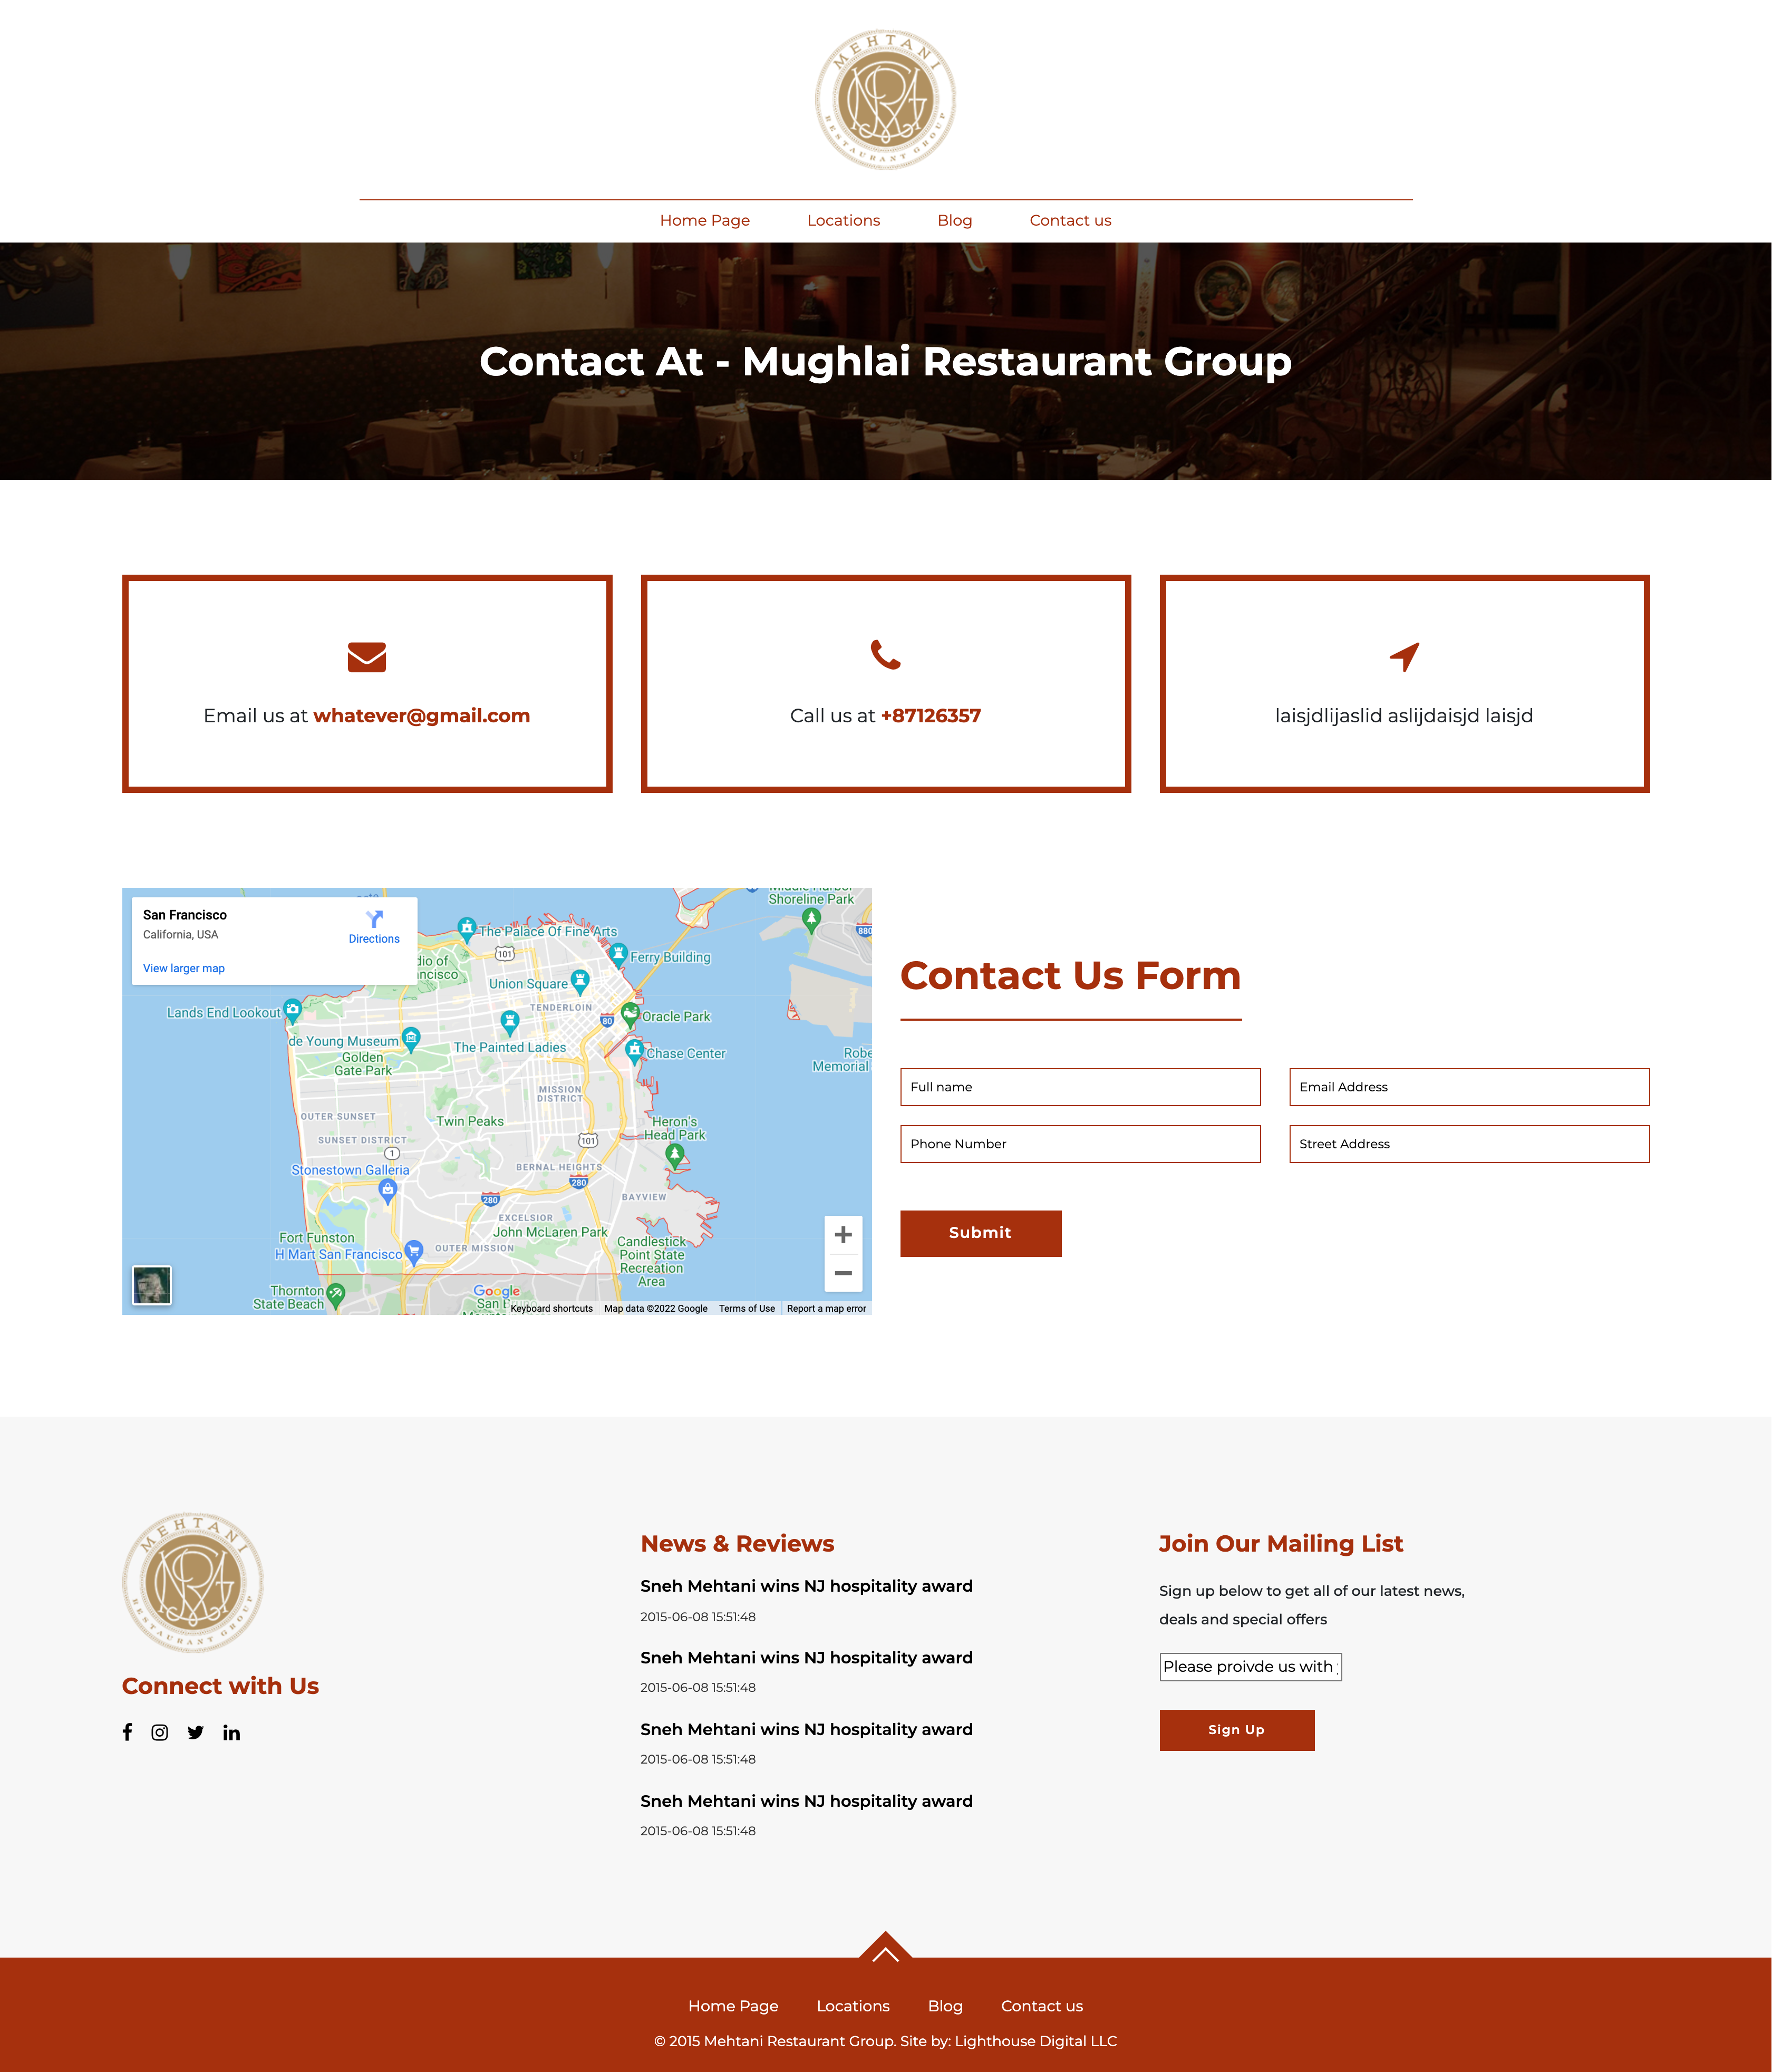 MEHTANI
RESTAURANT GROUP
Home Page Locations Blog Contact us
Contact At - Mughlai Restaurant Group
Email us at whatever@gmail.com
Call us at +87126357
laisjdlijaslid aslijdaisjd laisjd
San Francisco
California, USA
Directions
View larger map
Shoreline Park
880
The Palace Of Fine Arts
101
Ferry Building
Union Square
TENDERLOIN
Lands End Lookout
80
Oracle Park
de Young Museum
The Painted Ladies
Chase Center
Golden
Gate Park
Memorial
MISSION
DISTRICT
OUTER SUNSET
Twin Peaks
Heron's
Head Park
SUNSET DISTRICT
101
1
Stonestown Galleria
BERNAL HEIGHTS
280
280
BAYVIEW
EXCELSIOR
John McLaren Park
Fort Funston
H Mart San Francisco
OUTER MISSION
Candlestick
Point State
Recreation
Area
Thornton
State Beach
Google
Keyboard shortcuts Map data ©2022 Google Terms of Use Report a map error
Contact Us Form
Full name Email Address
Phone Number Street Address
Submit
MEHTANI
RESTAURANT GROUP
Connect with Us
News & Reviews
Sneh Mehtani wins NJ hospitality award
2015-06-08 15:51:48
Sneh Mehtani wins NJ hospitality award
2015-06-08 15:51:48
Sneh Mehtani wins NJ hospitality award
2015-06-08 15:51:48
Sneh Mehtani wins NJ hospitality award
2015-06-08 15:51:48
Join Our Mailing List
Sign up below to get all of our latest news,
deals and special offers
Please proivde us with
Sign Up
Home Page Locations Blog Contact us
© 2015 Mehtani Restaurant Group. Site by: Lighthouse Digital LLC